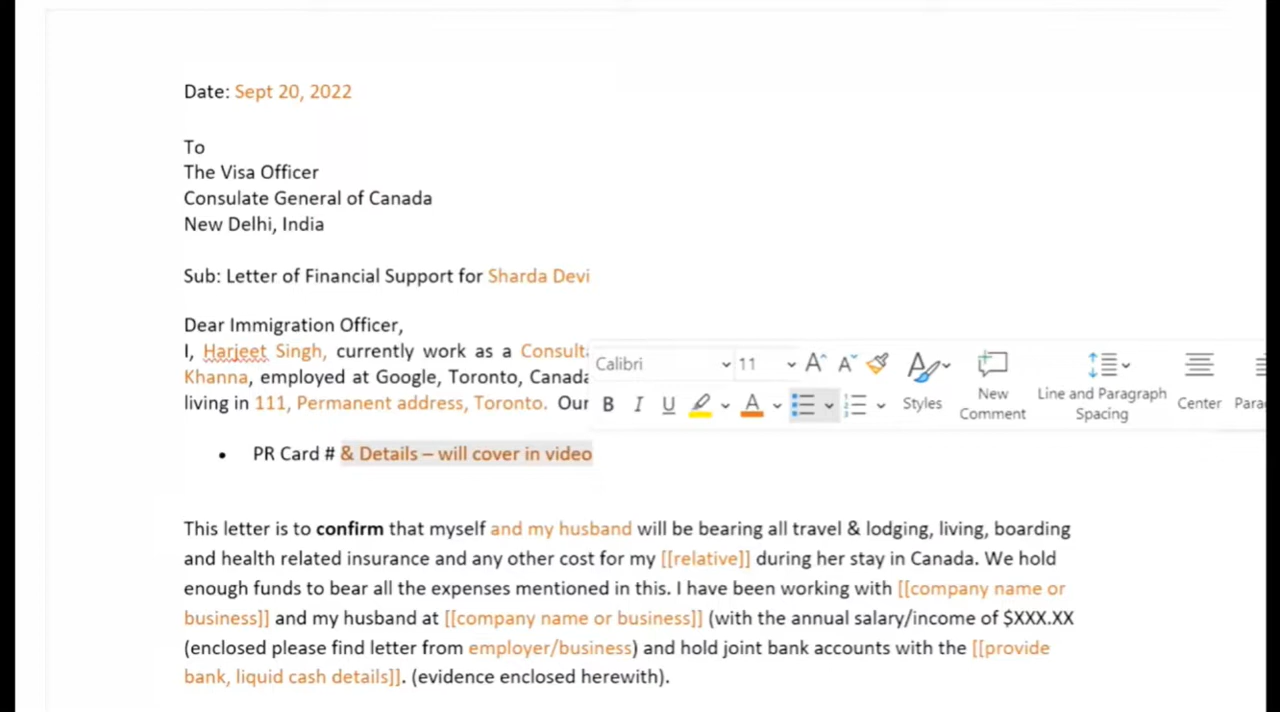 Date: Sept 20, 2022
To
The Visa Officer
Consulate General of Canada
New Delhi, India
Sub: Letter of Financial Support for Sharda Devi
Dear Immigration Officer,
I, Harjeet Singh, currently work as a
Khanna, employed at Google, Toronto, Canada
living in 111, Permanent address, Toronto. Our
Calibri 11
New Comment
Line and Paragraph Spacing
Center
B I U
Styles
• PR Card # & Details – will cover in video
This letter is to confirm that myself and my husband will be bearing all travel & lodging, living, boarding
and health related insurance and any other cost for my [[relative]] during her stay in Canada. We hold
enough funds to bear all the expenses mentioned in this. I have been working with [[company name or
business]] and my husband at [[company name or business]] (with the annual salary/income of $XXX.XX
(enclosed please find letter from employer/business) and hold joint bank accounts with the [[provide
bank, liquid cash details]]. (evidence enclosed herewith).